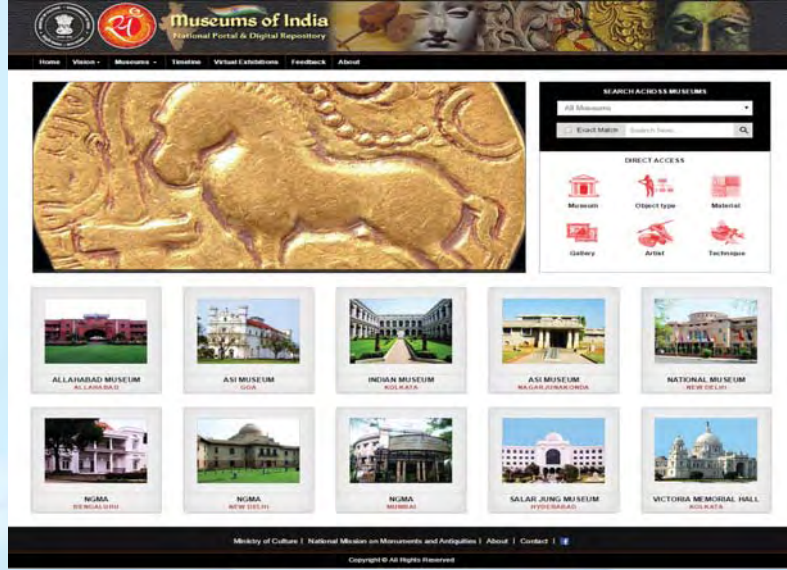 Museums of India
National Portal & Digital Repository
Home Vision Museums Timeline Virtual Exhibitions Feedback About
SEARCH ACROSS MUSEUMS
All Museums
Exact Match Search here...
DIRECT ACCESS
Museum Object type Material
Gallery Artist Technique
ALLAHABAD MUSEUM
ALLAHABAD
ASI MUSEUM
GOA
INDIAN MUSEUM
KOLKATA
ASI MUSEUM
NAGARJUNAKONDA
NATIONAL MUSEUM
NEW DELHI
NGMA
BENGALURU
NGMA
NEW DELHI
NGMA
MUMBAI
SALAR JUNG MUSEUM
HYDERABAD
VICTORIA MEMORIAL HALL
KOLKATA
Ministry of Culture | National Mission on Monuments and Antiquities | About | Contact |
Copyright © All Rights Reserved